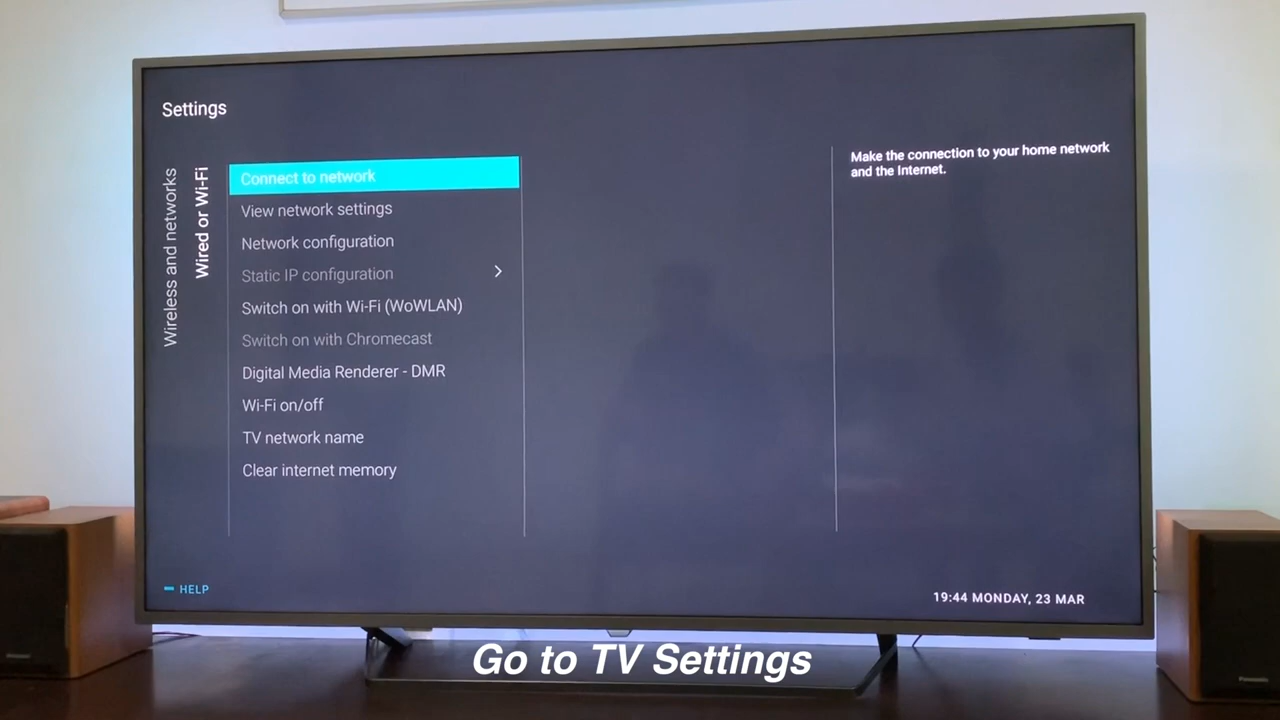 Settings
Wireless and networks
Wired or Wi-Fi
Connect to network
View network settings
Network configuration
Static IP configuration
Switch on with Wi-Fi (WoWLAN)
Switch on with Chromecast
Digital Media Renderer - DMR
Wi-Fi on/off
TV network name
Clear internet memory
Make the connection to your home network
and the Internet.
HELP
19:44 MONDAY, 23 MAR
Go to TV Settings
Panasonic